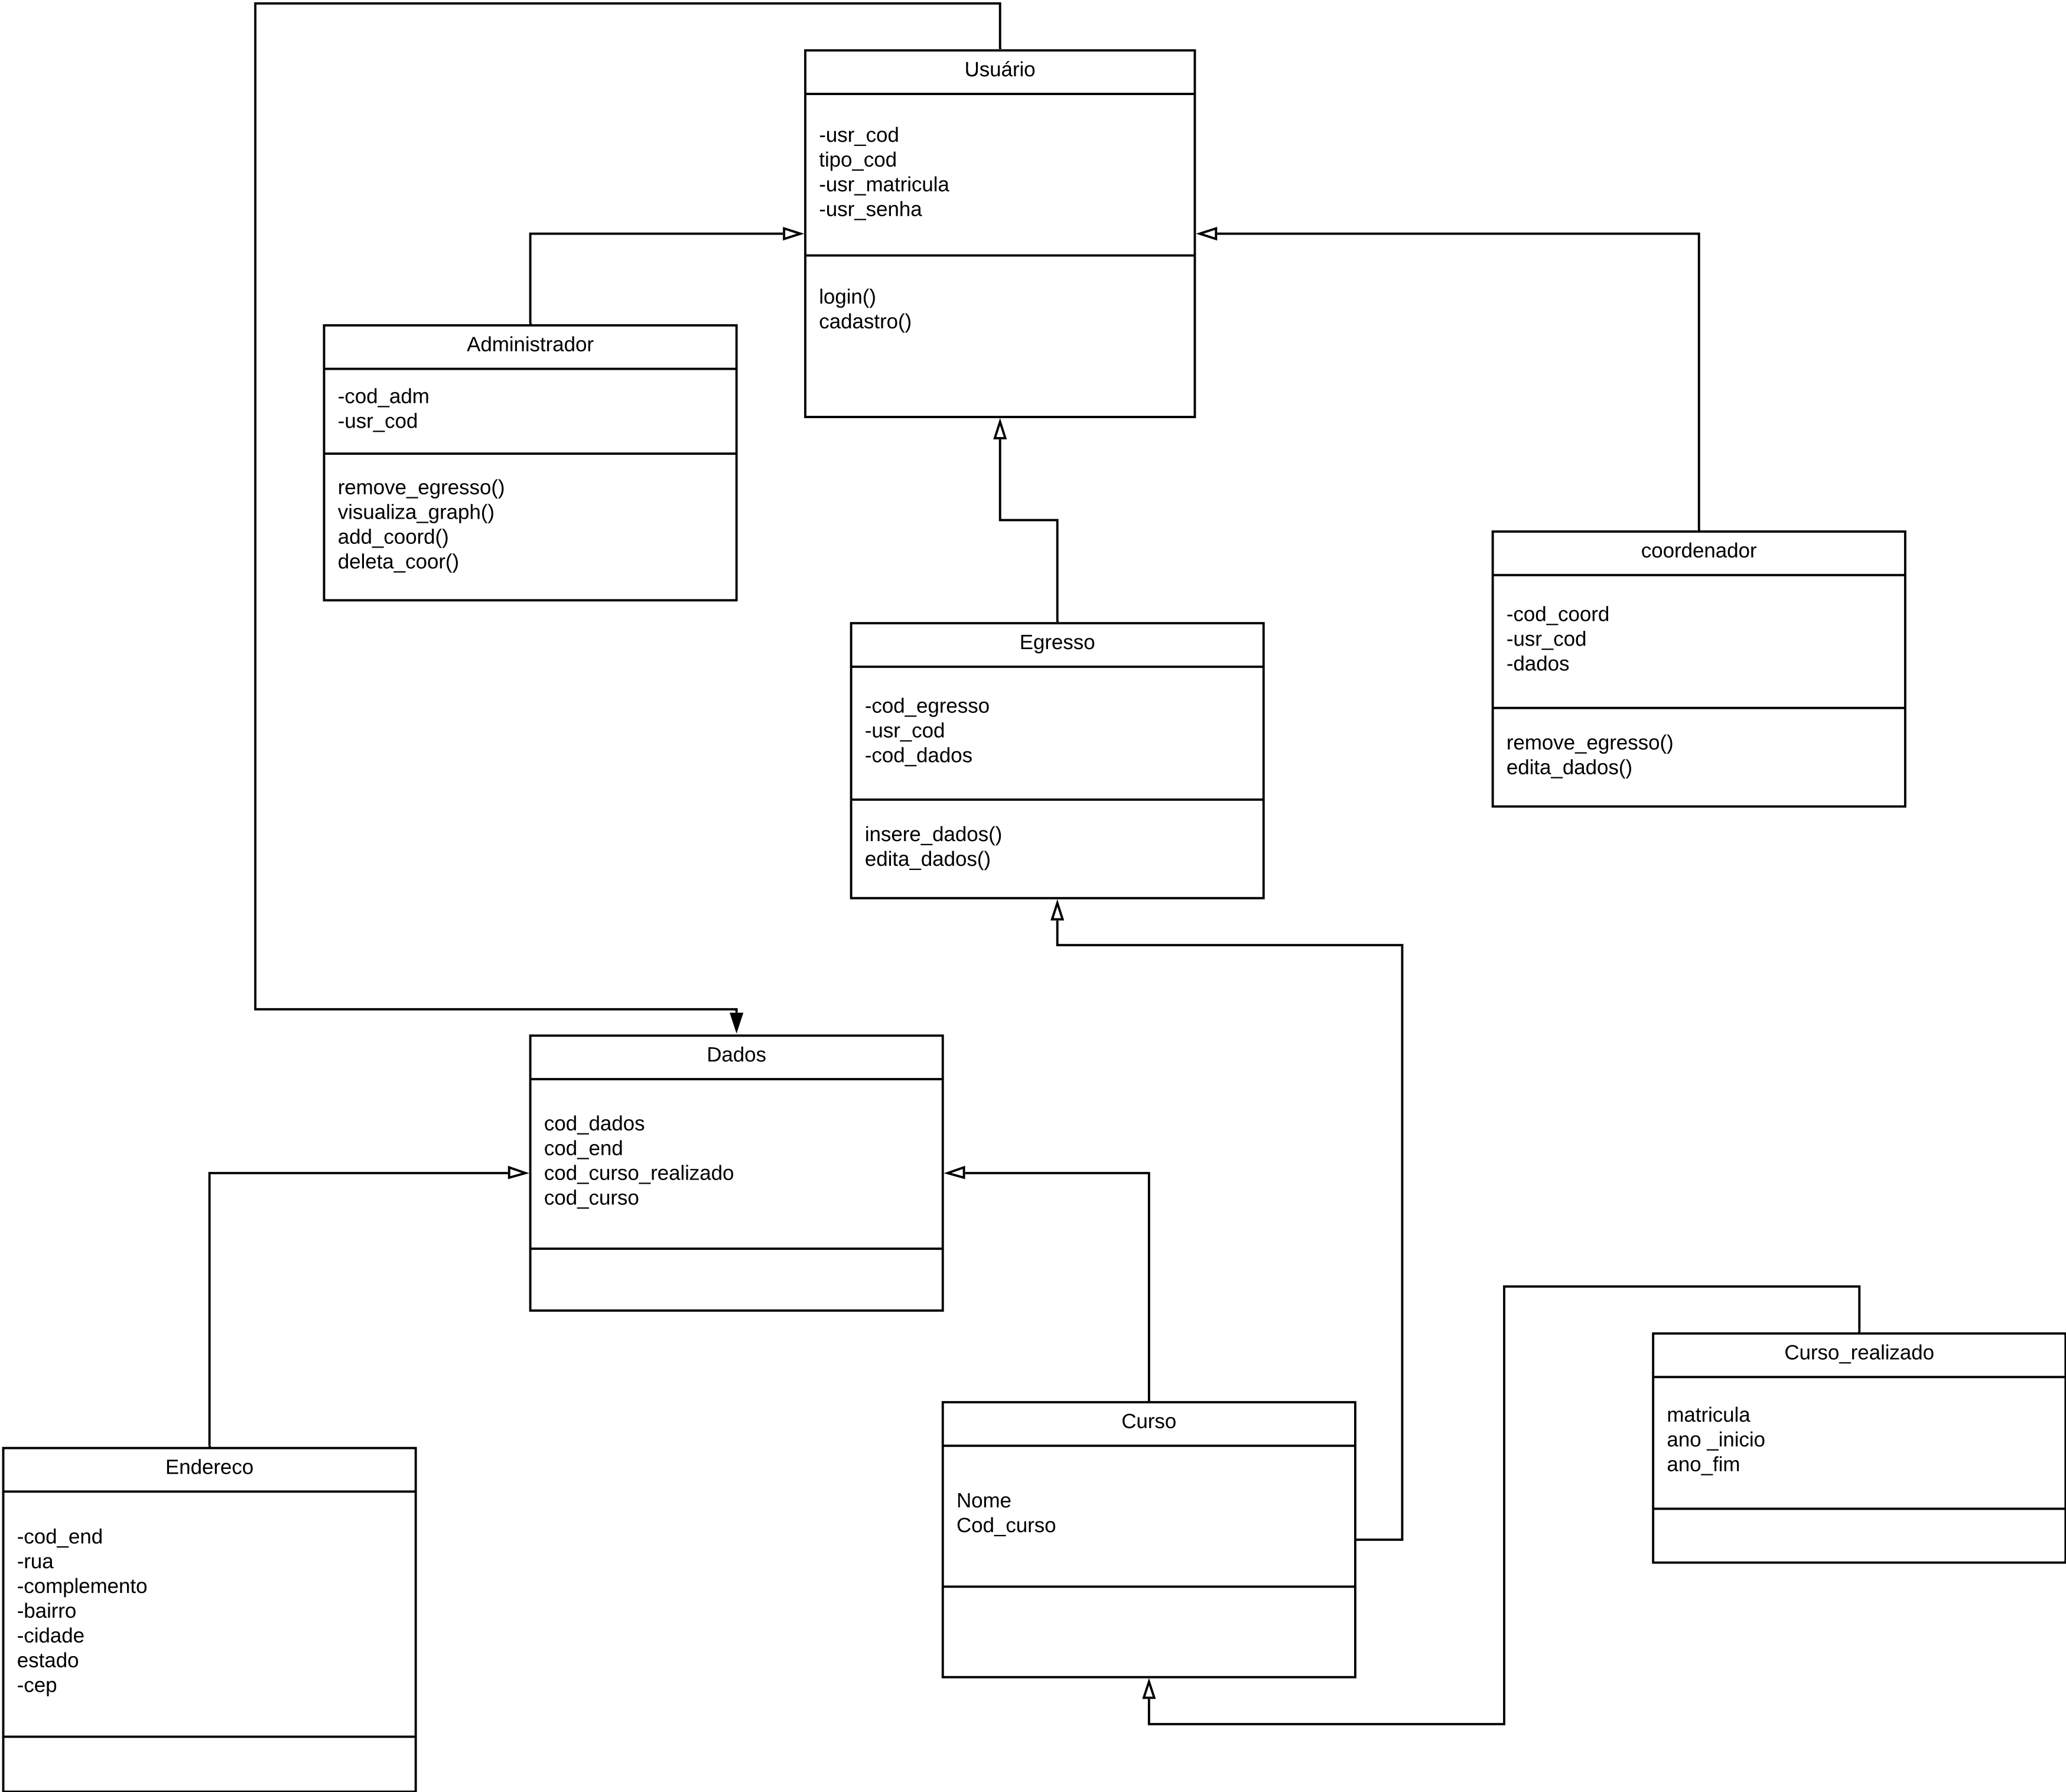 Usuário
-usr_cod
tipo_cod
-usr_matricula
-usr_senha
login()
cadastro()
Administrador
-cod_adm
-usr_cod
remove_egresso()
visualiza_graph()
add_coord()
deleta_coor()
coordenador
-cod_coord
-usr_cod
-dados
remove_egresso()
edita_dados()
Egresso
-cod_egresso
-usr_cod
-cod_dados
insere_dados()
edita_dados()
Dados
cod_dados
cod_end
cod_curso_realizado
cod_curso
Curso_realizado
matricula
ano _inicio
ano_fim
Curso
Nome
Cod_curso
Endereco
-cod_end
-rua
-complemento
-bairro
-cidade
estado
-cep